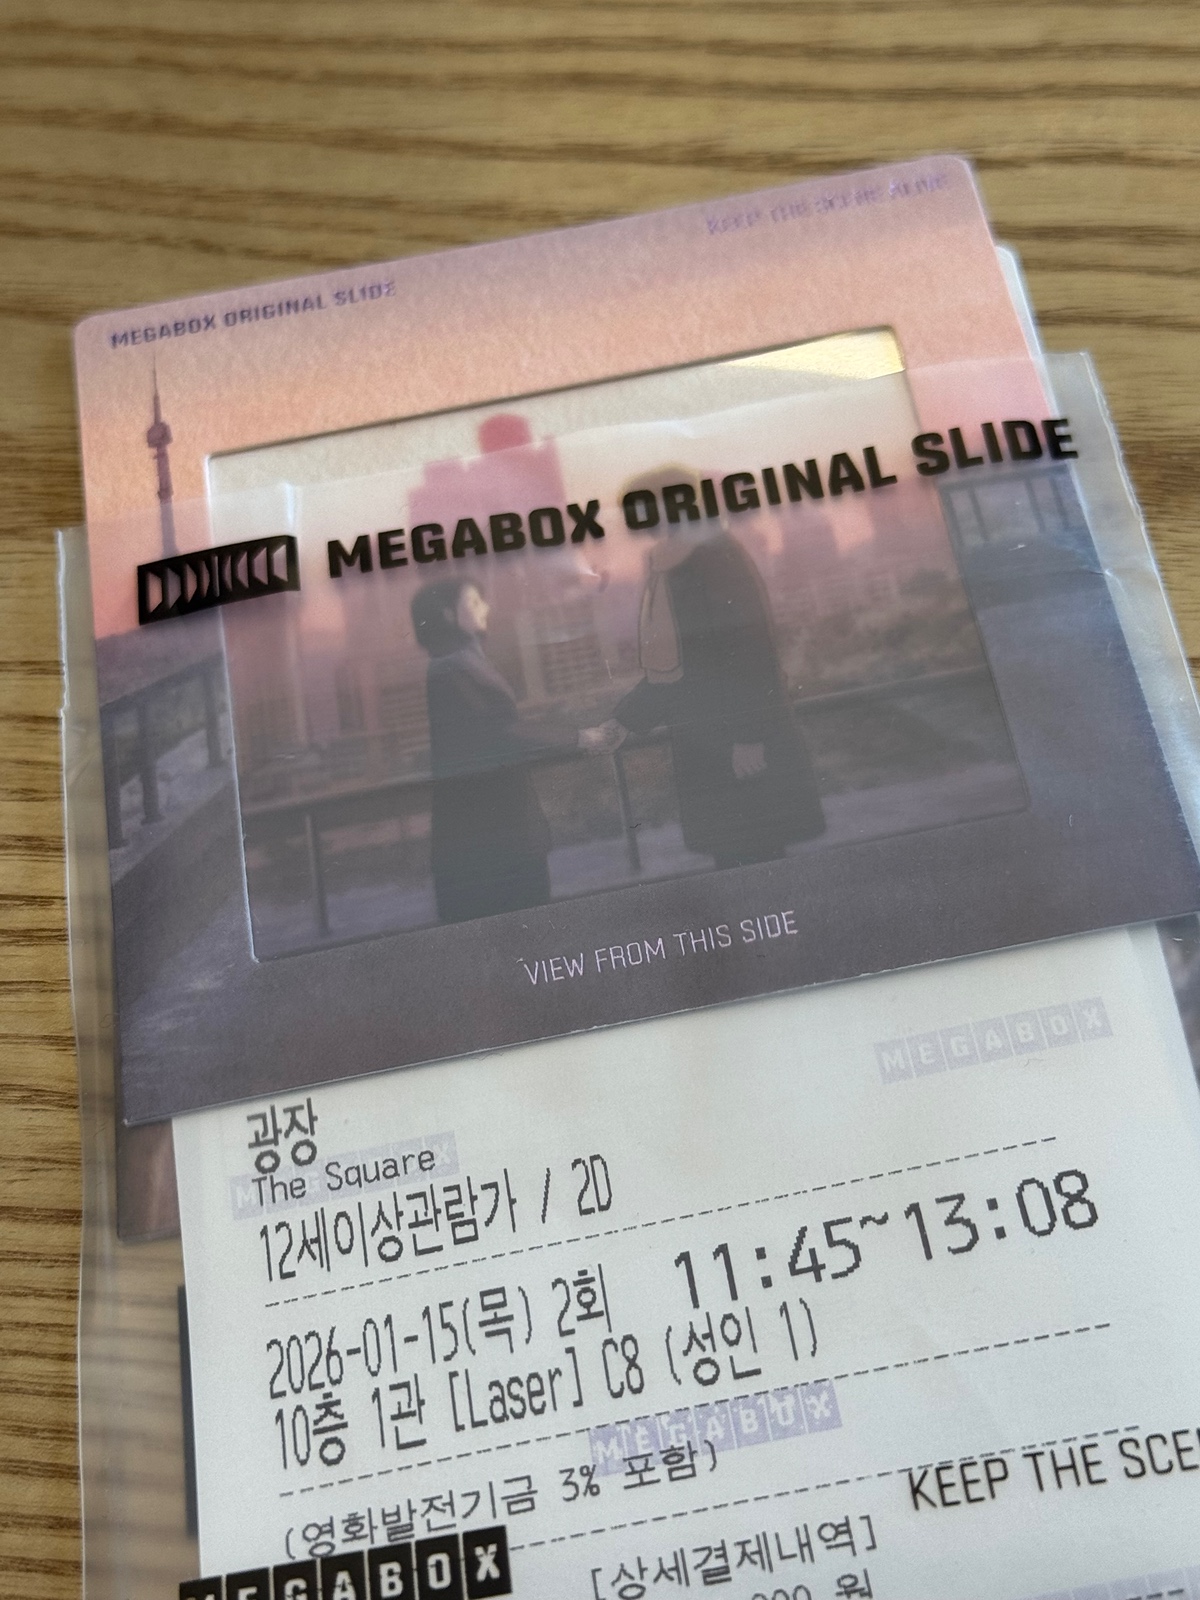 MEGABOX ORIGINAL SLIDE
KEEP THE SCENE ALIVE
MEGABOX ORIGINAL SLIDE
VIEW FROM THIS SIDE
MEGABOX
광장
The Square
12세이상관람가 / 2D
2026-01-15(목) 2회 11:45~13:08
10층 1관 [Laser] C8 (성인 1)
MEGABOX
(영화발전기금 3% 포함)
KEEP THE SCE
MEGABOX
[상세결제내역]
원